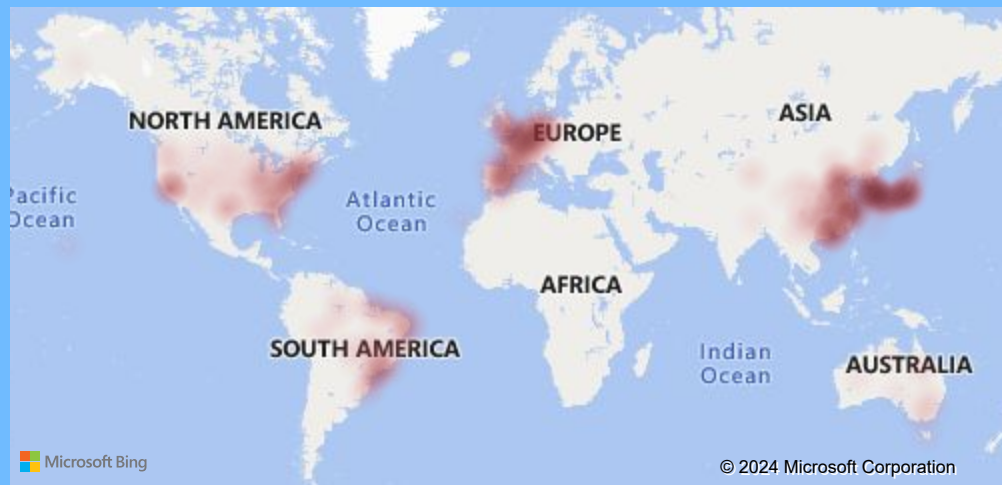 NORTH AMERICA
EUROPE
ASIA
Pacific
Ocean
Atlantic
Ocean
AFRICA
SOUTH AMERICA
Indian
Ocean
AUSTRALIA
Microsoft Bing
© 2024 Microsoft Corporation